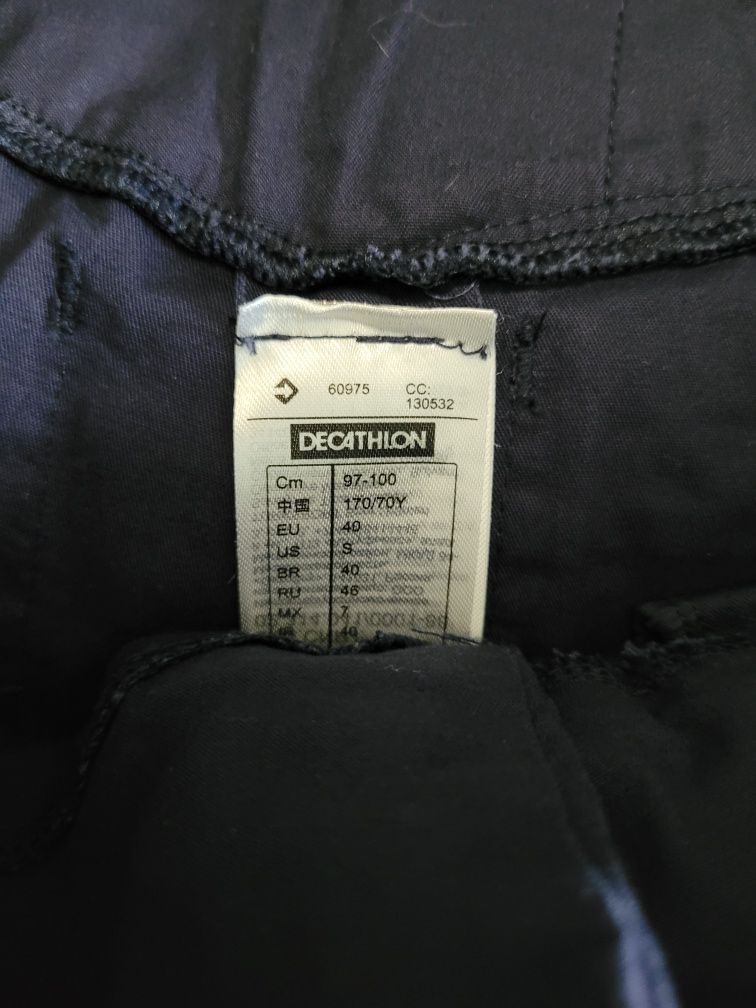 60975 CC:
130532
DECATHLON
Cm 97-100
中国 170/70Y
EU 40
US S
BR 40
RU 46
MX 7
40